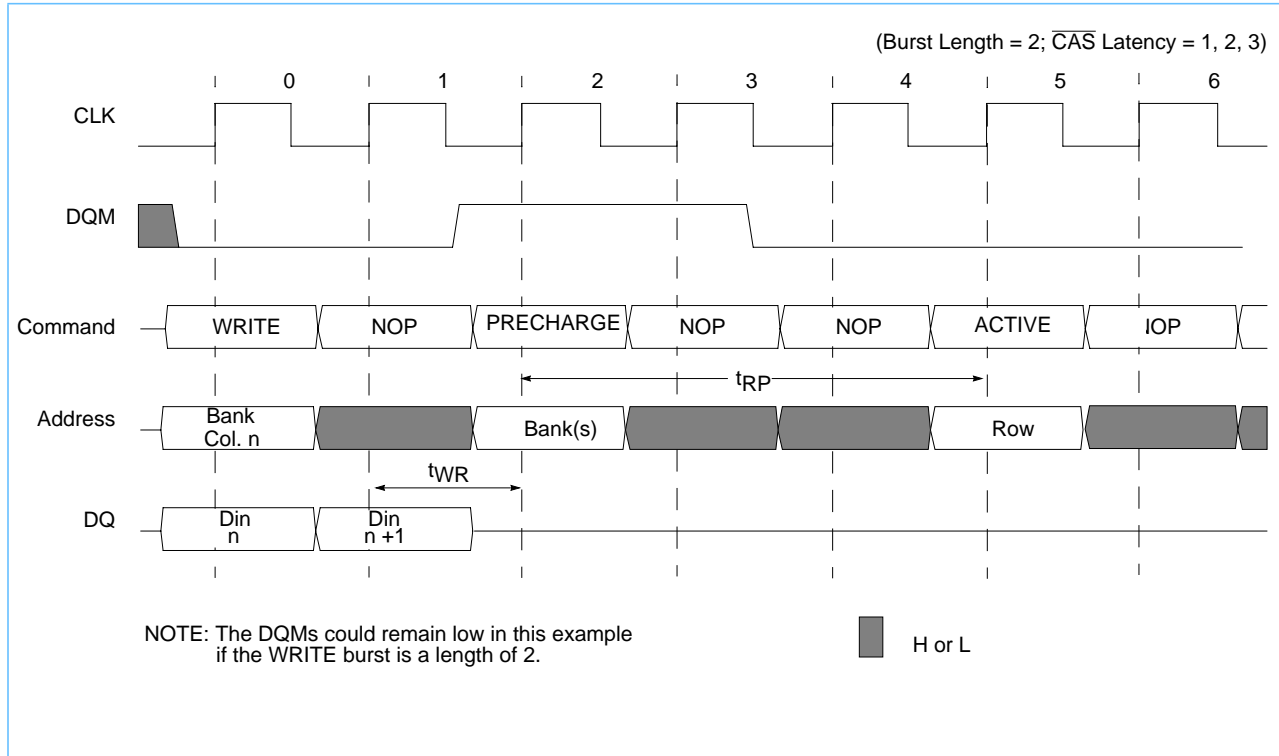 (Burst Length = 2; CAS Latency = 1, 2, 3)
0 1 2 3 4 5 6
CLK
DQM
Command WRITE NOP PRECHARGE NOP NOP ACTIVE IOP
tRP
Address Bank Col. n Bank(s) Row
tWR
DQ Din n Din n +1
NOTE: The DQMs could remain low in this example
if the WRITE burst is a length of 2.
H or L